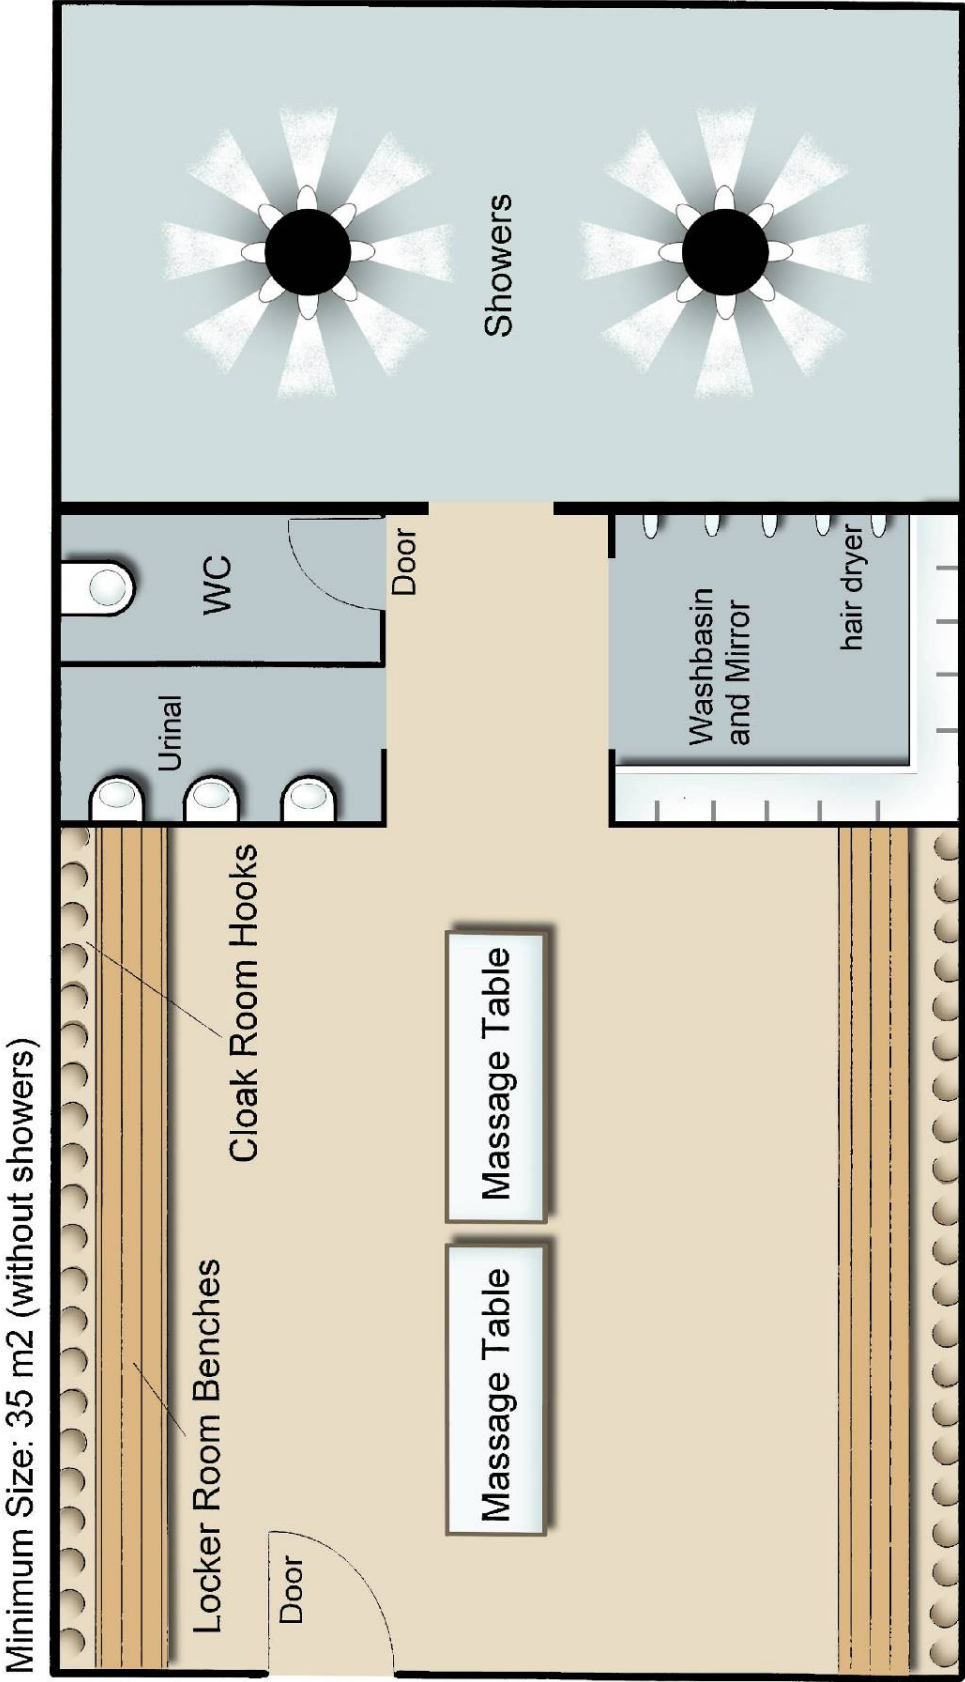 Minimum Size: 35 m2 (without showers)
Locker Room Benches
Cloak Room Hooks
Door
Massage Table
Massage Table
Urinal
WC
Door
Washbasin
and Mirror
hair dryer
Showers